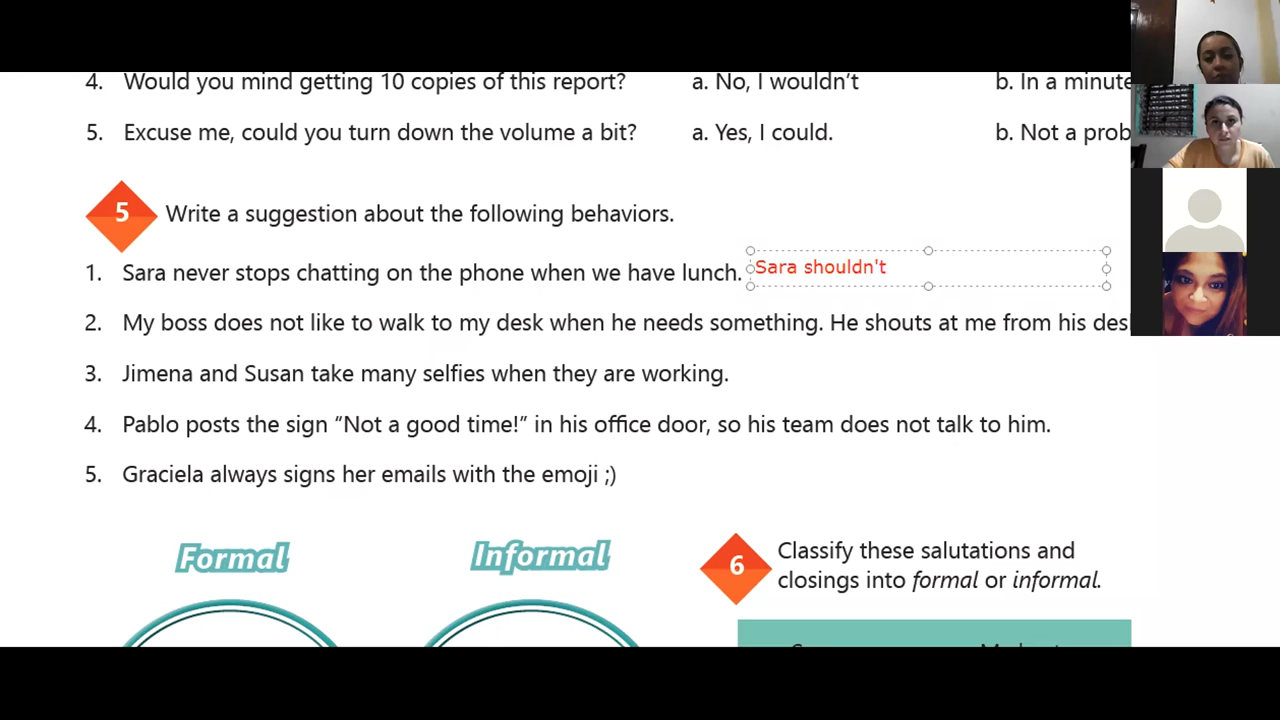 4. Would you mind getting 10 copies of this report? a. No, I wouldn't b. In a minute
5. Excuse me, could you turn down the volume a bit? a. Yes, I could. b. Not a prob
5 Write a suggestion about the following behaviors.
1. Sara never stops chatting on the phone when we have lunch. Sara shouldn't
2. My boss does not like to walk to my desk when he needs something. He shouts at me from his des
3. Jimena and Susan take many selfies when they are working.
4. Pablo posts the sign “Not a good time!” in his office door, so his team does not talk to him.
5. Graciela always signs her emails with the emoji ;)
Formal Informal
6 Classify these salutations and
closings into formal or informal.